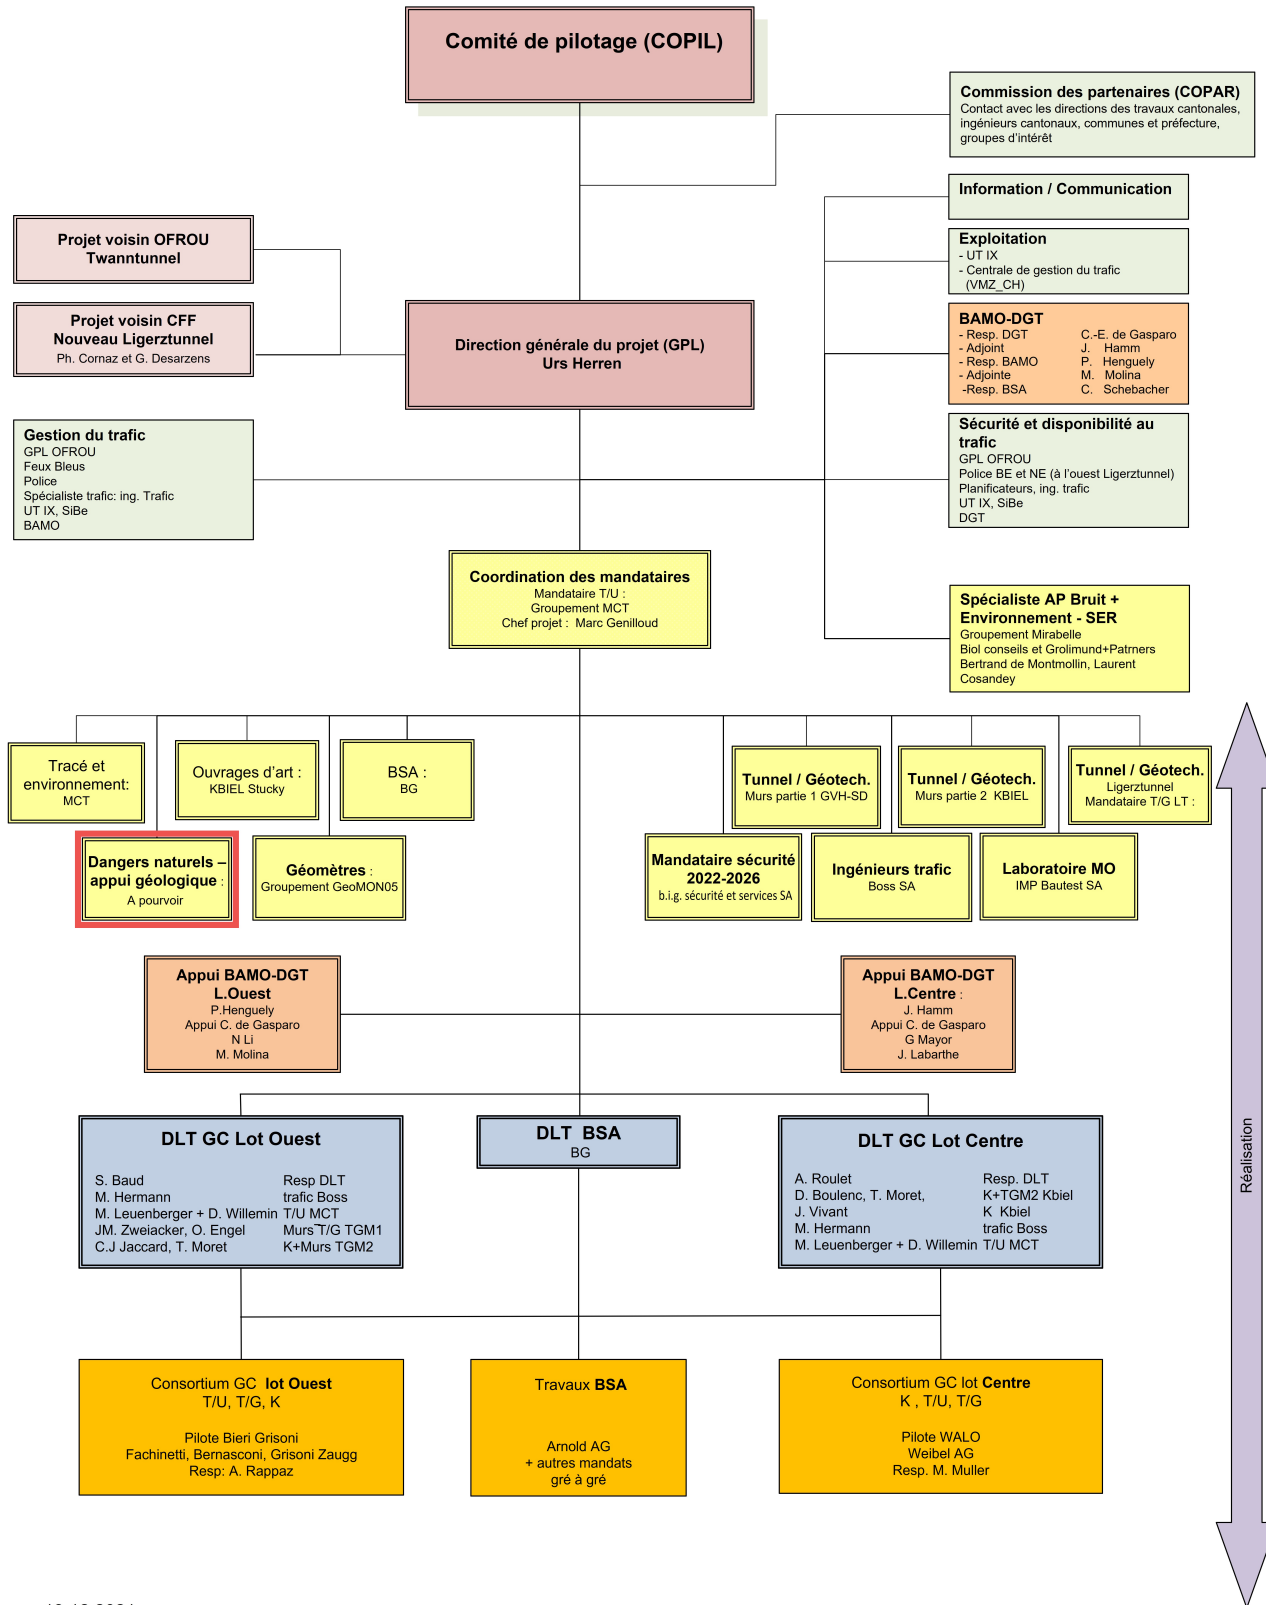 Comité de pilotage (COPIL)
Commission des partenaires (COPAR)
Contact avec les directions des travaux cantonales,
ingénieurs cantonaux, communes et préfecture,
groupes d'intérêt
Information / Communication
Projet voisin OFROU
Twanntunnel
Exploitation
- UT IX
- Centrale de gestion du trafic
(VMZ_CH)
Projet voisin CFF
Nouveau Ligerztunnel
Ph. Cornaz et G. Desarzens
Direction générale du projet (GPL)
Urs Herren
BAMO-DGT
- Resp. DGT C.-E. de Gasparo
- Adjoint J. Hamm
- Resp. BAMO P. Henguely
- Adjointe M. Molina
-Resp. BSA C. Schebacher
Gestion du trafic
GPL OFROU
Feux Bleus
Police
Spécialiste trafic: ing. Trafic
UT IX, SiBe
BAMO
Sécurité et disponibilité au
trafic
GPL OFROU
Police BE et NE (à l'ouest Ligerztunnel)
Planificateurs, ing. trafic
UT IX, SiBe
DGT
Coordination des mandataires
Mandataire T/U :
Groupement MCT
Chef projet : Marc Genilloud
Spécialiste AP Bruit +
Environnement - SER
Groupement Mirabelle
Biol conseils et Grolimund+Patrners
Bertrand de Montmollin, Laurent
Cosandey
Tracé et
environnement:
MCT
Ouvrages d'art :
KBIEL Stucky
BSA :
BG
Tunnel / Géotech.
Murs partie 1 GVH-SD
Tunnel / Géotech.
Murs partie 2 KBIEL
Tunnel / Géotech.
Ligerztunnel
Mandataire T/G LT :
Dangers naturels –
appui géologique :
A pourvoir
Géomètres :
Groupement GeoMON05
Mandataire sécurité
2022-2026
b.i.g. sécurité et services SA
Ingénieurs trafic
Boss SA
Laboratoire MO
IMP Bautest SA
Appui BAMO-DGT
L.Ouest
P.Henguely
Appui C. de Gasparo
N Li
M. Molina
Appui BAMO-DGT
L.Centre :
J. Hamm
Appui C. de Gasparo
G Mayor
J. Labarthe
Réalisation
DLT GC Lot Ouest
S. Baud Resp DLT
M. Hermann trafic Boss
M. Leuenberger + D. Willemin T/U MCT
JM. Zweiacker, O. Engel Murs T/G TGM1
C.J Jaccard, T. Moret K+Murs TGM2
DLT BSA
BG
DLT GC Lot Centre
A. Roulet Resp. DLT
D. Boulenc, T. Moret, K+TGM2 Kbiel
J. Vivant K Kbiel
M. Hermann trafic Boss
M. Leuenberger + D. Willemin T/U MCT
Consortium GC lot Ouest
T/U, T/G, K
Pilote Bieri Grisoni
Fachinetti, Bernasconi, Grisoni Zaugg
Resp: A. Rappaz
Travaux BSA
Arnold AG
+ autres mandats
gré à gré
Consortium GC lot Centre
K , T/U, T/G
Pilote WALO
Weibel AG
Resp. M. Muller